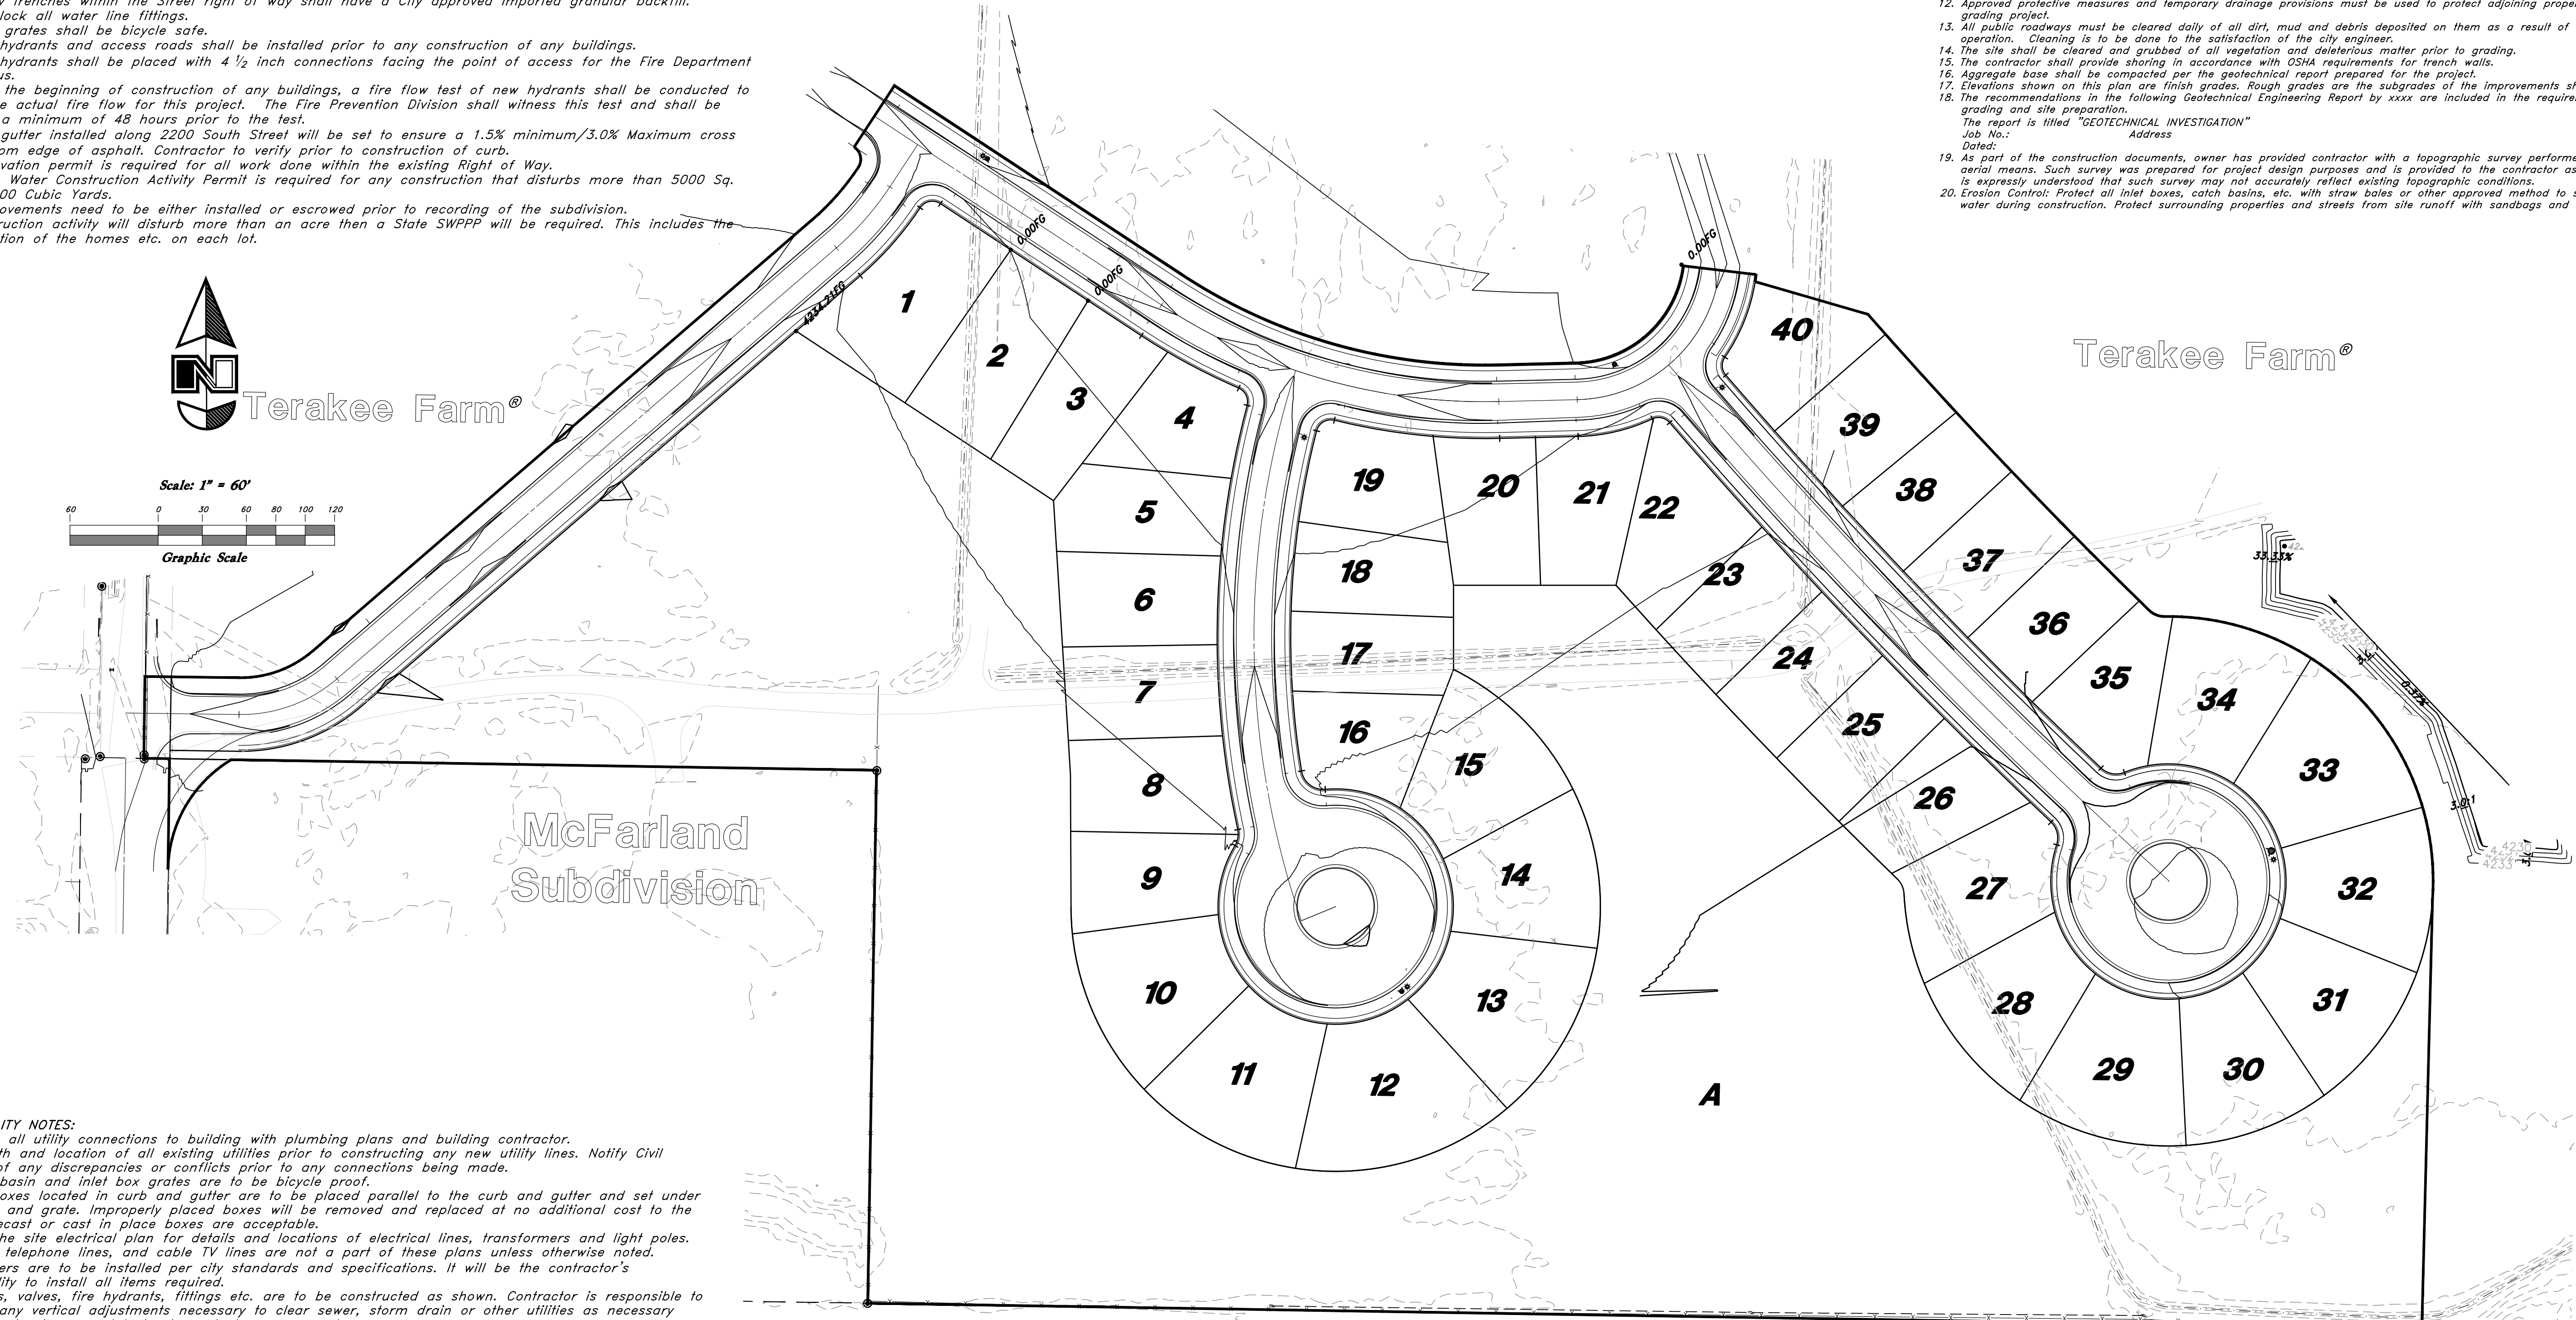 trenches within the Street right of way shall have a City approved imported granular backfill.
lock all water line fittings.
grates shall be bicycle safe.
hydrants and access roads shall be installed prior to any construction of any buildings.
hydrants shall be placed with 4 1/2 inch connections facing the point of access for the Fire Department
us.
the beginning of construction of any buildings, a fire flow test of new hydrants shall be conducted to
e actual fire flow for this project. The Fire Prevention Division shall witness this test and shall be
a minimum of 48 hours prior to the test.
gutter installed along 2200 South Street will be set to ensure a 1.5% minimum/3.0% Maximum cross
om edge of asphalt. Contractor to verify prior to construction of curb.
vation permit is required for all work done within the existing Right of Way.
Water Construction Activity Permit is required for any construction that disturbs more than 5000 Sq.
00 Cubic Yards.
ovements need to be either installed or escrowed prior to recording of the subdivision.
ruction activity will disturb more than an acre then a State SWPPP will be required. This includes the
tion of the homes etc. on each lot.
12. Approved protective measures and temporary drainage provisions must be used to protect adjoining prope
grading project.
13. All public roadways must be cleared daily of all dirt, mud and debris deposited on them as a result of
operation. Cleaning is to be done to the satisfaction of the city engineer.
14. The site shall be cleared and grubbed of all vegetation and deleterious matter prior to grading.
15. The contractor shall provide shoring in accordance with OSHA requirements for trench walls.
16. Aggregate base shall be compacted per the geotechnical report prepared for the project.
17. Elevations shown on this plan are finish grades. Rough grades are the subgrades of the improvements sh
18. The recommendations in the following Geotechnical Engineering Report by xxxx are included in the require
grading and site preparation.
The report is titled "GEOTECHNICAL INVESTIGATION"
Job No.: Address
Dated:
19. As part of the construction documents, owner has provided contractor with a topographic survey performe
aerial means. Such survey was prepared for project design purposes and is provided to the contractor as
is expressly understood that such survey may not accurately reflect existing topographic conditions.
20. Erosion Control: Protect all inlet boxes, catch basins, etc. with straw bales or other approved method to s
water during construction. Protect surrounding properties and streets from site runoff with sandbags and
N
Terakee Farm®
Scale: 1" = 60'
60 0 30 60 80 100 120
Graphic Scale
Terakee Farm®
McFarland
Subdivision
4234.21FG
0.00FG
0.00FG
0.00FG
1
2
3
4
5
6
7
8
9
10
11
12
13
14
15
16
17
18
19
20
21
22
23
24
25
26
27
28
29
30
31
32
33
34
35
36
37
38
39
40
A
33.33%
0.37%
3.0:1
4230
4233
ITY NOTES:
all utility connections to building with plumbing plans and building contractor.
th and location of all existing utilities prior to constructing any new utility lines. Notify Civil
of any discrepancies or conflicts prior to any connections being made.
basin and inlet box grates are to be bicycle proof.
oxes located in curb and gutter are to be placed parallel to the curb and gutter and set under
and grate. Improperly placed boxes will be removed and replaced at no additional cost to the
ecast or cast in place boxes are acceptable.
he site electrical plan for details and locations of electrical lines, transformers and light poles.
telephone lines, and cable TV lines are not a part of these plans unless otherwise noted.
ers are to be installed per city standards and specifications. It will be the contractor's
lity to install all items required.
s, valves, fire hydrants, fittings etc. are to be constructed as shown. Contractor is responsible to
any vertical adjustments necessary to clear sewer, storm drain or other utilities as necessary